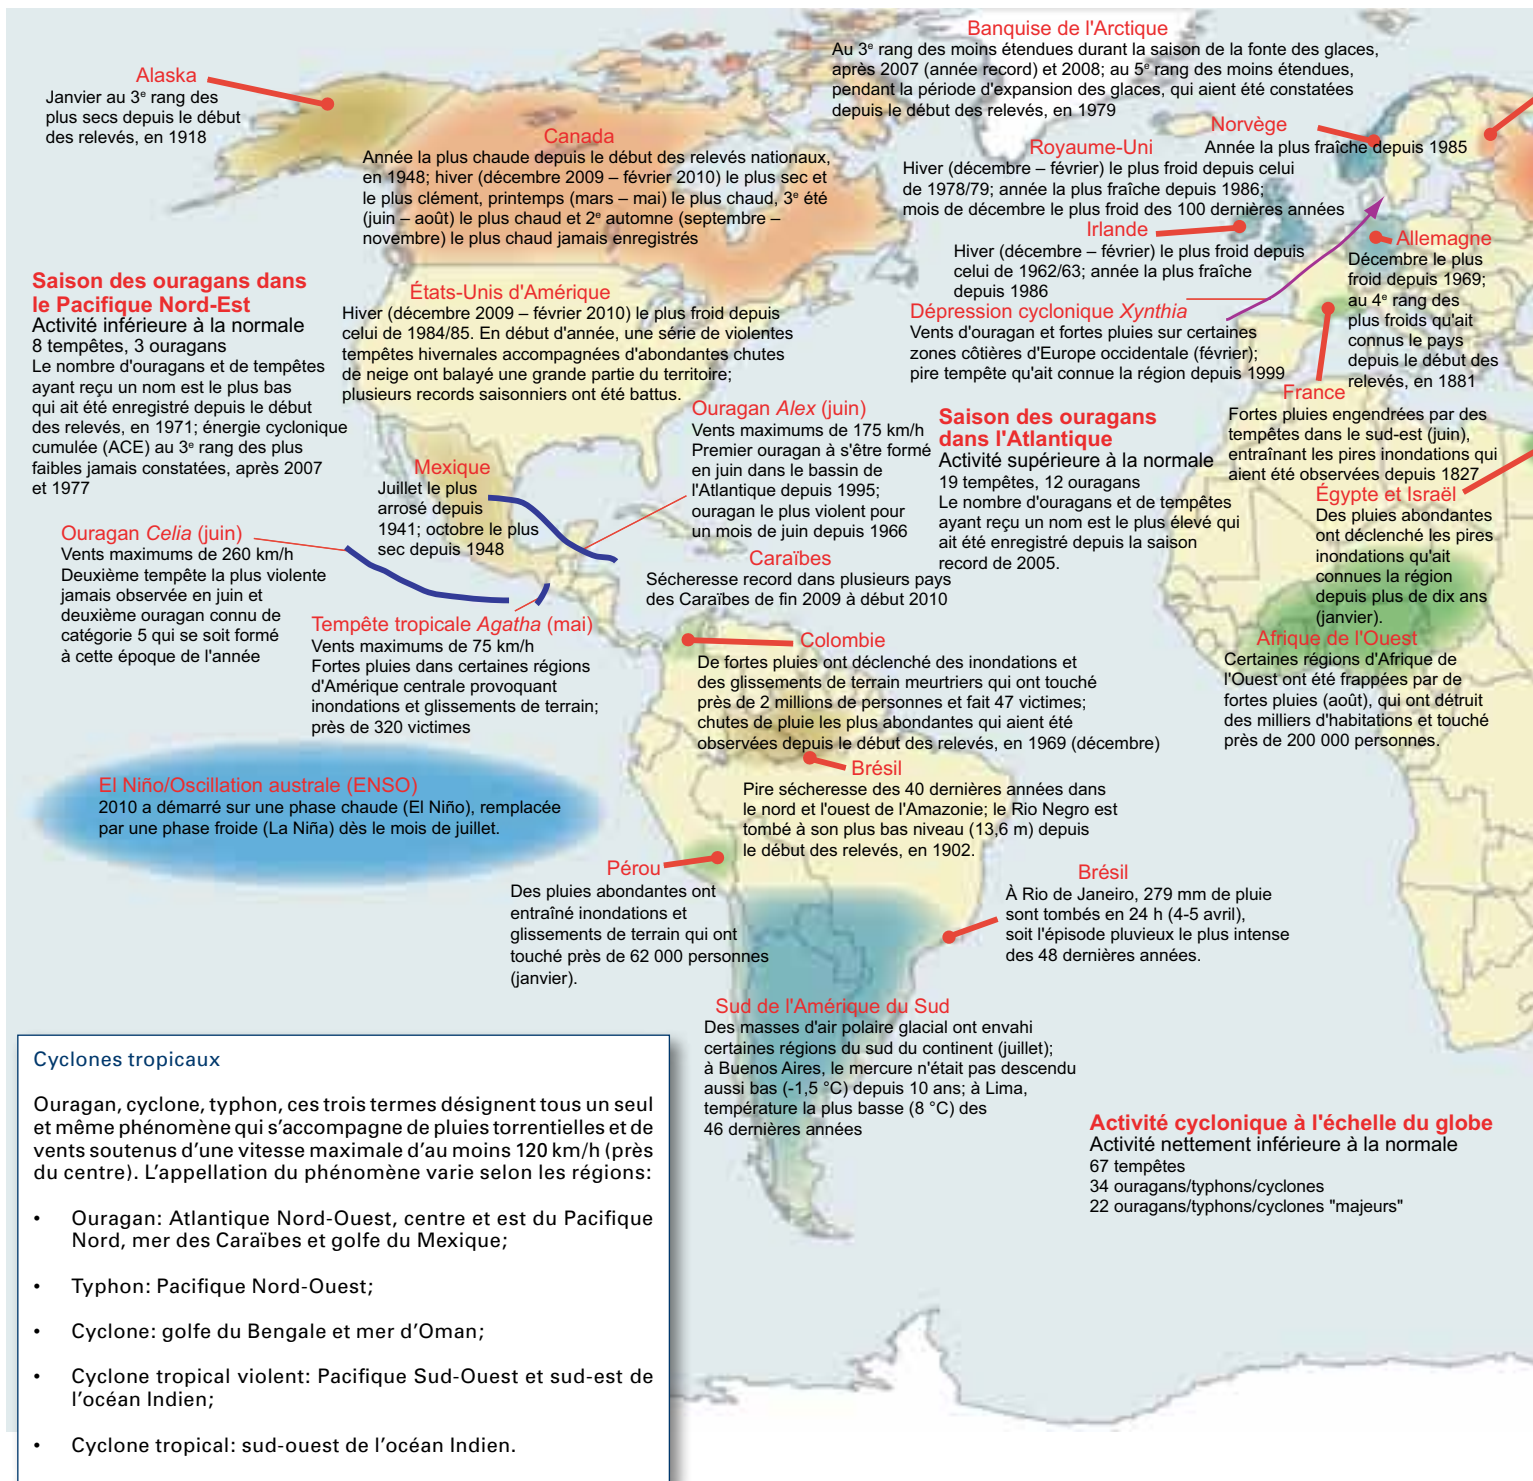 Banquise de l'Arctique
Au 3e rang des moins étendues durant la saison de la fonte des glaces,
après 2007 (année record) et 2008; au 5e rang des moins étendues,
pendant la période d'expansion des glaces, qui aient été constatées
depuis le début des relevés, en 1979
Alaska
Janvier au 3e rang des
plus secs depuis le début
des relevés, en 1918
Canada
Année la plus chaude depuis le début des relevés nationaux,
en 1948; hiver (décembre 2009 – février 2010) le plus sec et
le plus clément, printemps (mars – mai) le plus chaud, 3e été
(juin – août) le plus chaud et 2e automne (septembre –
novembre) le plus chaud jamais enregistrés
Norvège
Année la plus fraîche depuis 1985
Royaume-Uni
Hiver (décembre – février) le plus froid depuis celui
de 1978/79; année la plus fraîche depuis 1986;
mois de décembre le plus froid des 100 dernières années
Irlande
Hiver (décembre – février) le plus froid depuis
celui de 1962/63; année la plus fraîche
depuis 1986
Allemagne
Décembre le plus
froid depuis 1969;
au 4e rang des
plus froids qu'ait
connus le pays
depuis le début des
relevés, en 1881
Saison des ouragans dans
le Pacifique Nord-Est
Activité inférieure à la normale
8 tempêtes, 3 ouragans
Le nombre d'ouragans et de tempêtes
ayant reçu un nom est le plus bas
qui ait été enregistré depuis le début
des relevés, en 1971; énergie cyclonique
cumulée (ACE) au 3e rang des plus
faibles jamais constatées, après 2007
et 1977
États-Unis d'Amérique
Hiver (décembre 2009 – février 2010) le plus froid depuis
celui de 1984/85. En début d'année, une série de violentes
tempêtes hivernales accompagnées d'abondantes chutes
de neige ont balayé une grande partie du territoire;
plusieurs records saisonniers ont été battus.
Dépression cyclonique Xynthia
Vents d'ouragan et fortes pluies sur certaines
zones côtières d'Europe occidentale (février);
pire tempête qu'ait connue la région depuis 1999
France
Fortes pluies engendrées par des
tempêtes dans le sud-est (juin),
entraînant les pires inondations qui
aient été observées depuis 1827
Ouragan Alex (juin)
Vents maximums de 175 km/h
Premier ouragan à s'être formé
en juin dans le bassin de
l'Atlantique depuis 1995;
ouragan le plus violent pour
un mois de juin depuis 1966
Saison des ouragans
dans l'Atlantique
Activité supérieure à la normale
19 tempêtes, 12 ouragans
Le nombre d'ouragans et de tempêtes
ayant reçu un nom est le plus élevé qui
ait été enregistré depuis la saison
record de 2005.
Mexique
Juillet le plus
arrosé depuis
1941; octobre le plus
sec depuis 1948
Égypte et Israël
Des pluies abondantes
ont déclenché les pires
inondations qu'ait
connues la région
depuis plus de dix ans
(janvier).
Ouragan Celia (juin)
Vents maximums de 260 km/h
Deuxième tempête la plus violente
jamais observée en juin et
deuxième ouragan connu de
catégorie 5 qui se soit formé
à cette époque de l'année
Caraïbes
Sécheresse record dans plusieurs pays
des Caraïbes de fin 2009 à début 2010
Tempête tropicale Agatha (mai)
Vents maximums de 75 km/h
Fortes pluies dans certaines régions
d'Amérique centrale provoquant
inondations et glissements de terrain;
près de 320 victimes
Colombie
De fortes pluies ont déclenché des inondations et
des glissements de terrain meurtriers qui ont touché
près de 2 millions de personnes et fait 47 victimes;
chutes de pluie les plus abondantes qui aient été
observées depuis le début des relevés, en 1969 (décembre)
Afrique de l'Ouest
Certaines régions d'Afrique de
l'Ouest ont été frappées par de
fortes pluies (août), qui ont détruit
des milliers d'habitations et touché
près de 200 000 personnes.
El Niño/Oscillation australe (ENSO)
2010 a démarré sur une phase chaude (El Niño), remplacée
par une phase froide (La Niña) dès le mois de juillet.
Brésil
Pire sécheresse des 40 dernières années dans
le nord et l'ouest de l'Amazonie; le Rio Negro est
tombé à son plus bas niveau (13,6 m) depuis
le début des relevés, en 1902.
Pérou
Des pluies abondantes ont
entraîné inondations et
glissements de terrain qui ont
touché près de 62 000 personnes
(janvier).
Brésil
À Rio de Janeiro, 279 mm de pluie
sont tombés en 24 h (4-5 avril),
soit l'épisode pluvieux le plus intense
des 48 dernières années.
Sud de l'Amérique du Sud
Des masses d'air polaire glacial ont envahi
certaines régions du sud du continent (juillet);
à Buenos Aires, le mercure n'était pas descendu
aussi bas (-1,5 °C) depuis 10 ans; à Lima,
température la plus basse (8 °C) des
46 dernières années
Activité cyclonique à l'échelle du globe
Activité nettement inférieure à la normale
67 tempêtes
34 ouragans/typhons/cyclones
22 ouragans/typhons/cyclones "majeurs"
Cyclones tropicaux
Ouragan, cyclone, typhon, ces trois termes désignent tous un seul
et même phénomène qui s’accompagne de pluies torrentielles et de
vents soutenus d’une vitesse maximale d’au moins 120 km/h (près
du centre). L’appellation du phénomène varie selon les régions:
• Ouragan: Atlantique Nord-Ouest, centre et est du Pacifique
Nord, mer des Caraïbes et golfe du Mexique;
• Typhon: Pacifique Nord-Ouest;
• Cyclone: golfe du Bengale et mer d’Oman;
• Cyclone tropical violent: Pacifique Sud-Ouest et sud-est de
l’océan Indien;
• Cyclone tropical: sud-ouest de l’océan Indien.